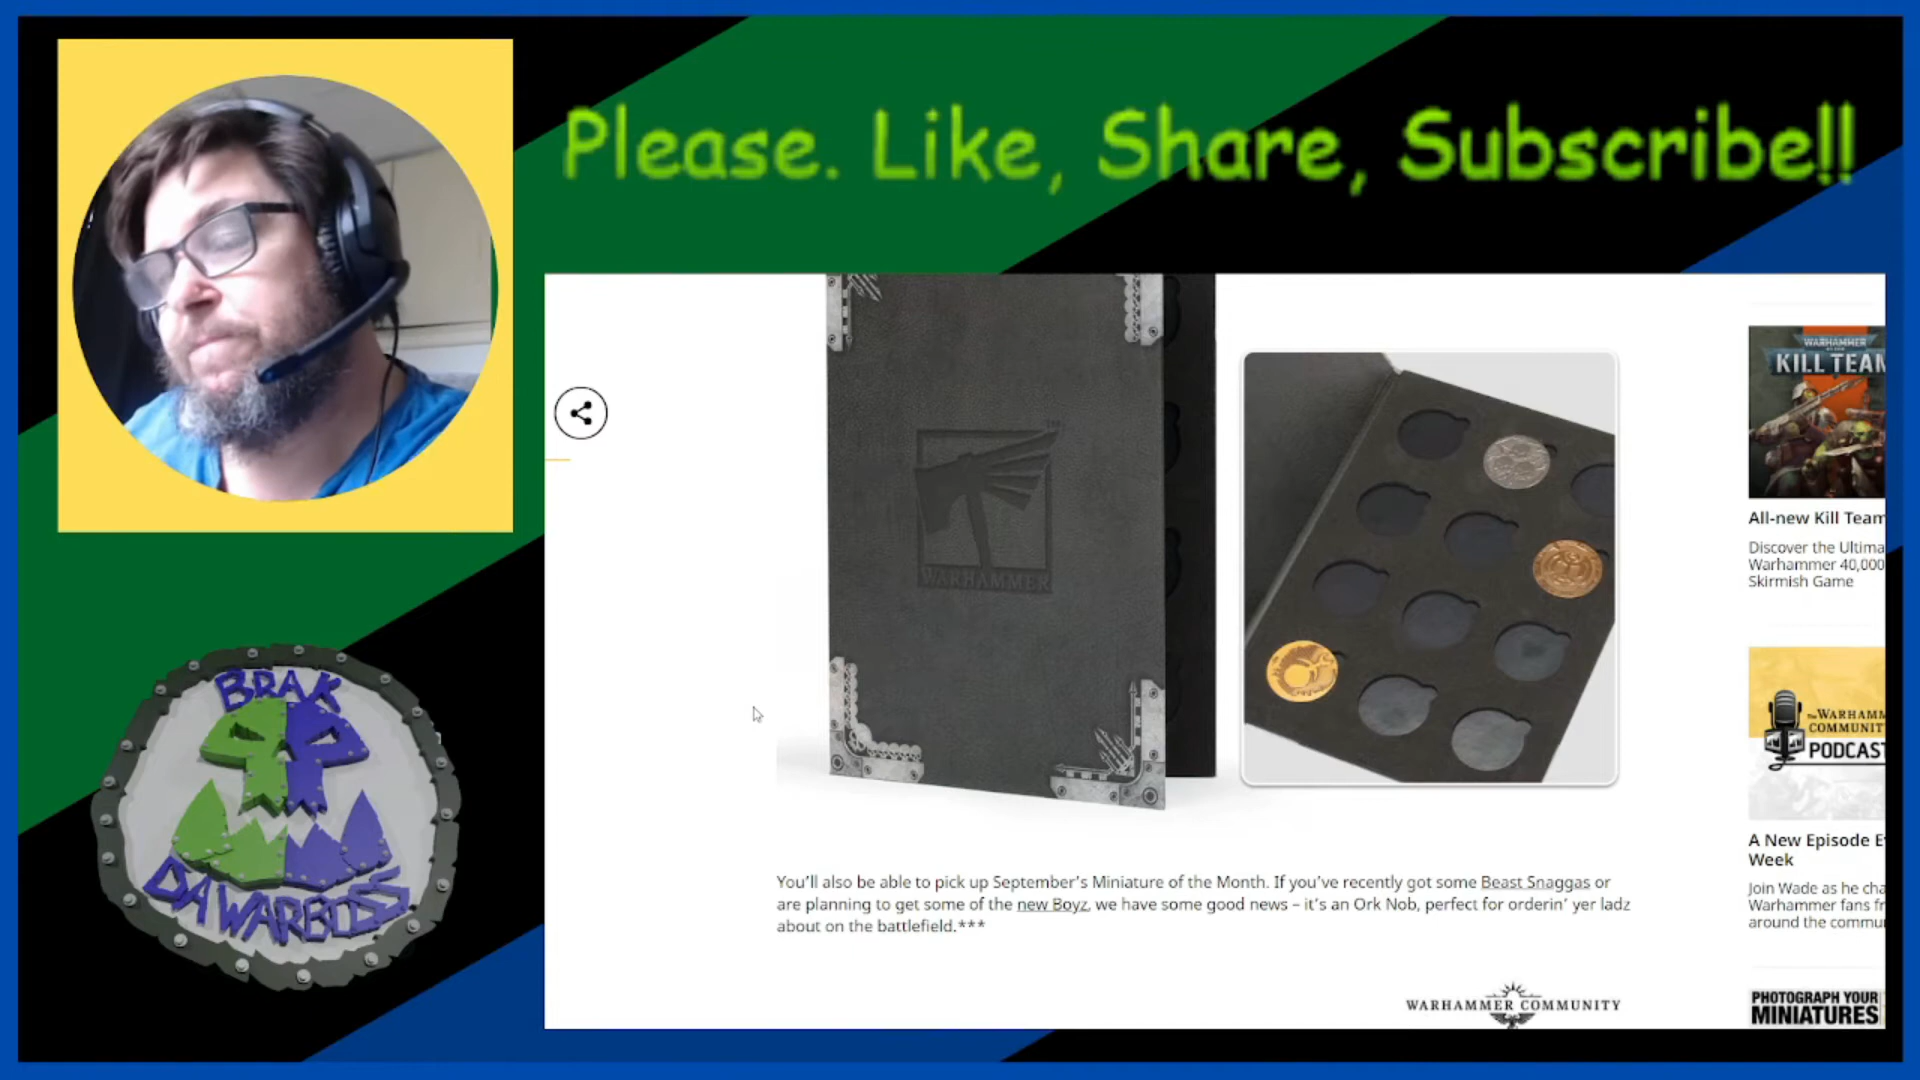 Please. Like, Share, Subscribe!!
BRAK
DA WARBOSS
WARHAMMER
TM
You'll also be able to pick up September's Miniature of the Month. If you've recently got some Beast Snaggas or
are planning to get some of the new Boyz, we have some good news – it's an Ork Nob, perfect for orderin' yer ladz
about on the battlefield.***
WARHAMMER COMMUNITY
WARHAMMER
KILL TEAM
All-new Kill Team
Discover the Ultima
Warhammer 40,000
Skirmish Game
The WARHAMM
COMMUNIT
PODCAST
A New Episode E
Week
Join Wade as he cha
Warhammer fans fr
around the commu
PHOTOGRAPH YOUR
MINIATURES